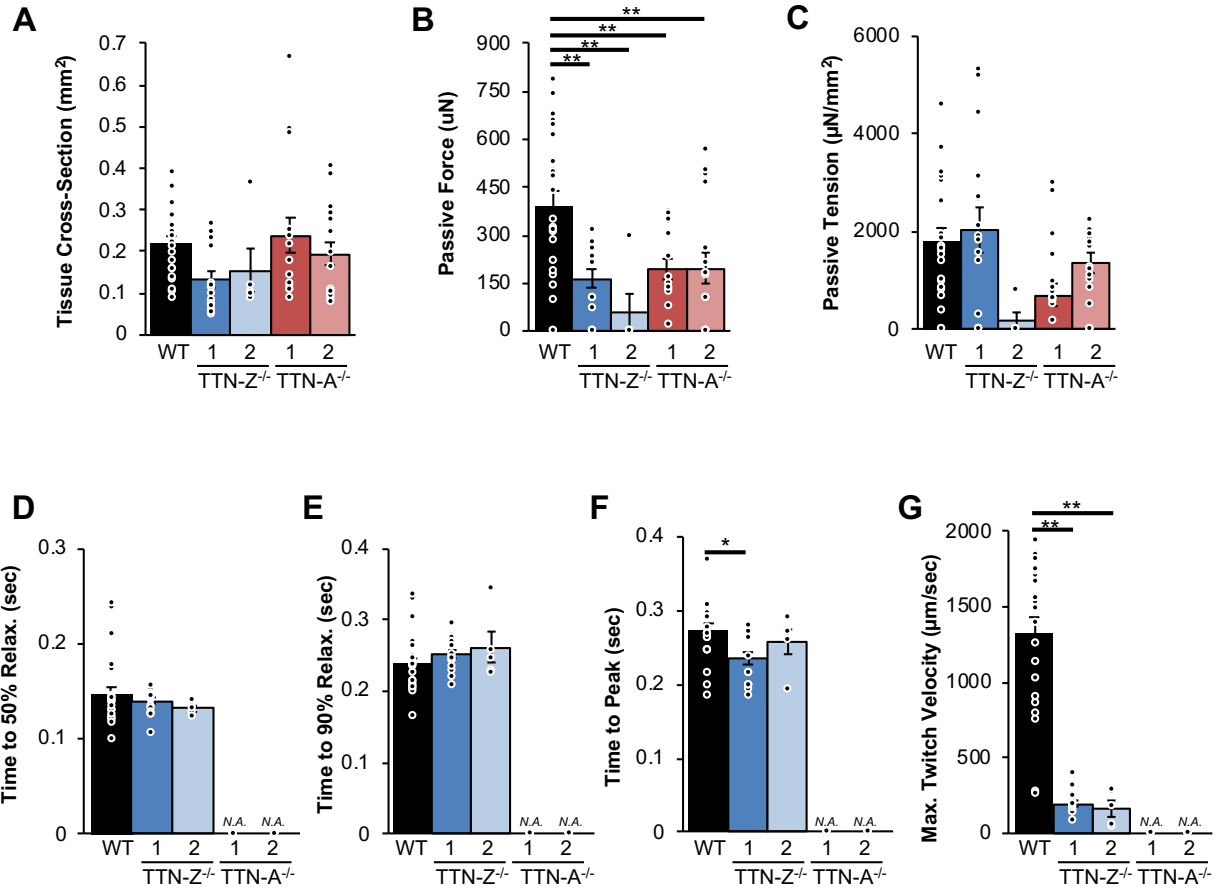 A
Tissue Cross-Section (mm²)
0.7
0.6
0.5
0.4
0.3
0.2
0.1
0
WT
1
2
1
2
TTN-Z⁻/⁻
TTN-A⁻/⁻
B
Passive Force (uN)
900
750
600
450
300
150
0
**
**
**
**
WT
1
2
1
2
TTN-Z⁻/⁻
TTN-A⁻/⁻
C
Passive Tension (µN/mm²)
6000
4000
2000
0
WT
1
2
1
2
TTN-Z⁻/⁻
TTN-A⁻/⁻
D
Time to 50% Relax. (sec)
0.3
0.2
0.1
0
N.A.
N.A.
WT
1
2
1
2
TTN-Z⁻/⁻
TTN-A⁻/⁻
E
Time to 90% Relax. (sec)
0.4
0.3
0.2
0.1
0
N.A.
N.A.
WT
1
2
1
2
TTN-Z⁻/⁻
TTN-A⁻/⁻
F
Time to Peak (sec)
0.4
0.3
0.2
0.1
0
*
N.A.
N.A.
WT
1
2
1
2
TTN-Z⁻/⁻
TTN-A⁻/⁻
G
Max. Twitch Velocity (µm/sec)
2000
1500
1000
500
0
**
**
N.A.
N.A.
WT
1
2
1
2
TTN-Z⁻/⁻
TTN-A⁻/⁻